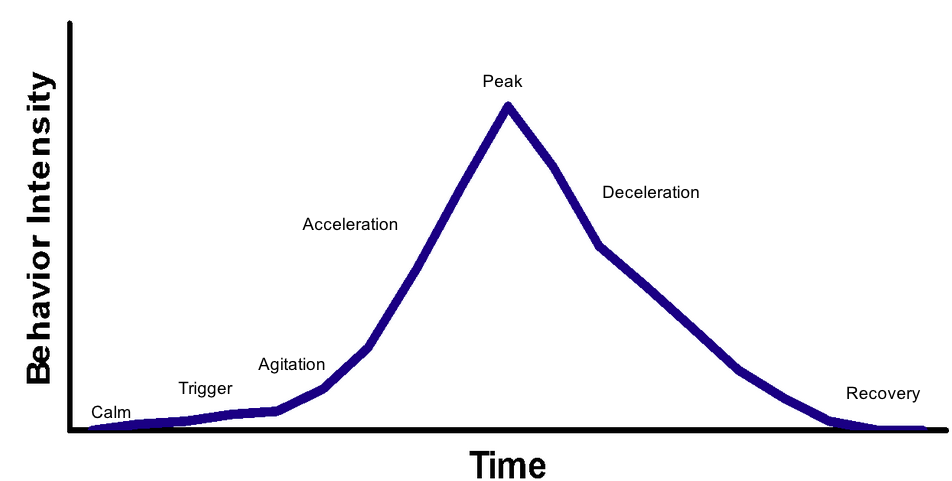 Peak
Deceleration
Acceleration
Agitation
Trigger
Recovery
Calm
Behavior Intensity
Time